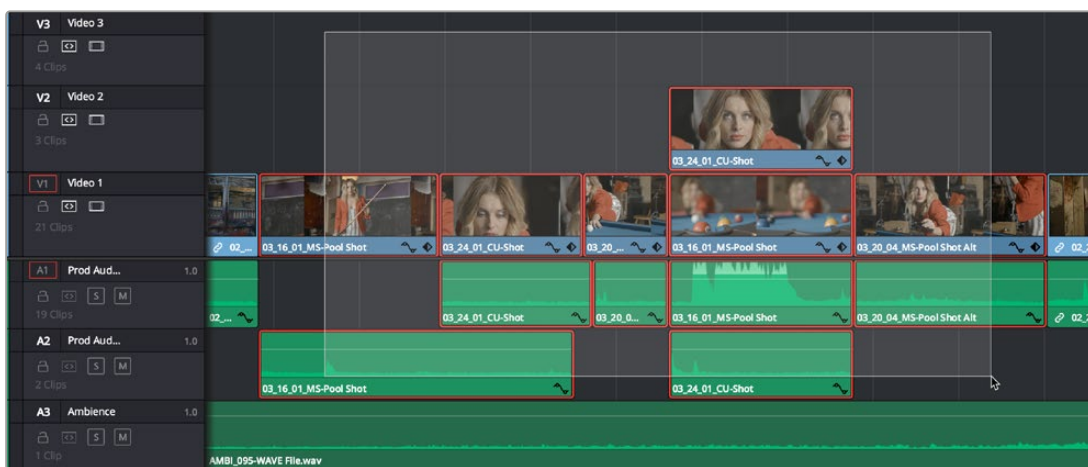 V3 Video 3
4 Clips
V2 Video 2
3 Clips
03_24_01_CU-Shot
V1 Video 1
21 Clips
02_...
03_16_01_MS-Pool Shot
03_24_01_CU-Shot
03_20_...
03_16_01_MS-Pool Shot
03_20_04_MS-Pool Shot Alt
02_
A1 Prod Aud... 1.0
S M
19 Clips
02_...
03_24_01_CU-Shot
03_20_0...
03_16_01_MS-Pool Shot
03_20_04_MS-Pool Shot Alt
02_
A2 Prod Aud... 1.0
S M
2 Clips
03_16_01_MS-Pool Shot
03_24_01_CU-Shot
A3 Ambience 1.0
S M
1 Clip
AMBI_095-WAVE File.wav